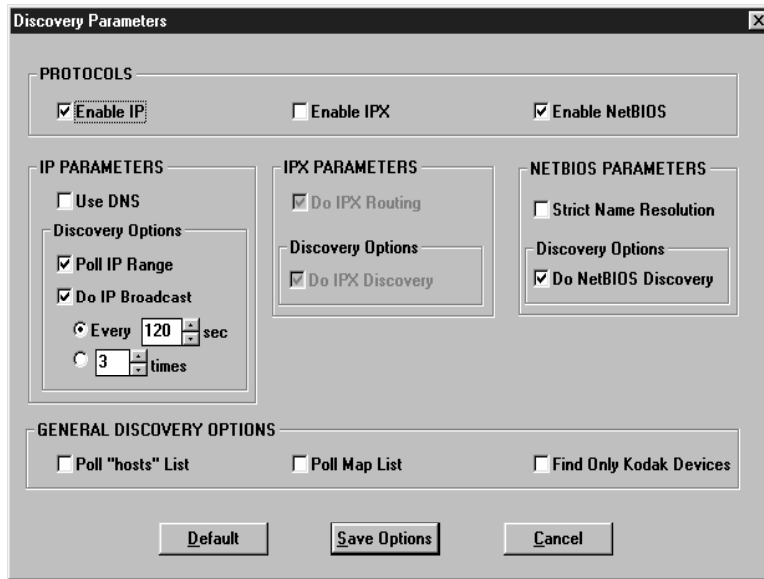 Discovery Parameters
PROTOCOLS
Enable IP
Enable IPX
Enable NetBIOS
IP PARAMETERS
Use DNS
Discovery Options
Poll IP Range
Do IP Broadcast
Every 120 sec
3 times
IPX PARAMETERS
Do IPX Routing
Discovery Options
Do IPX Discovery
NETBIOS PARAMETERS
Strict Name Resolution
Discovery Options
Do NetBIOS Discovery
GENERAL DISCOVERY OPTIONS
Poll "hosts" List
Poll Map List
Find Only Kodak Devices
Default
Save Options
Cancel